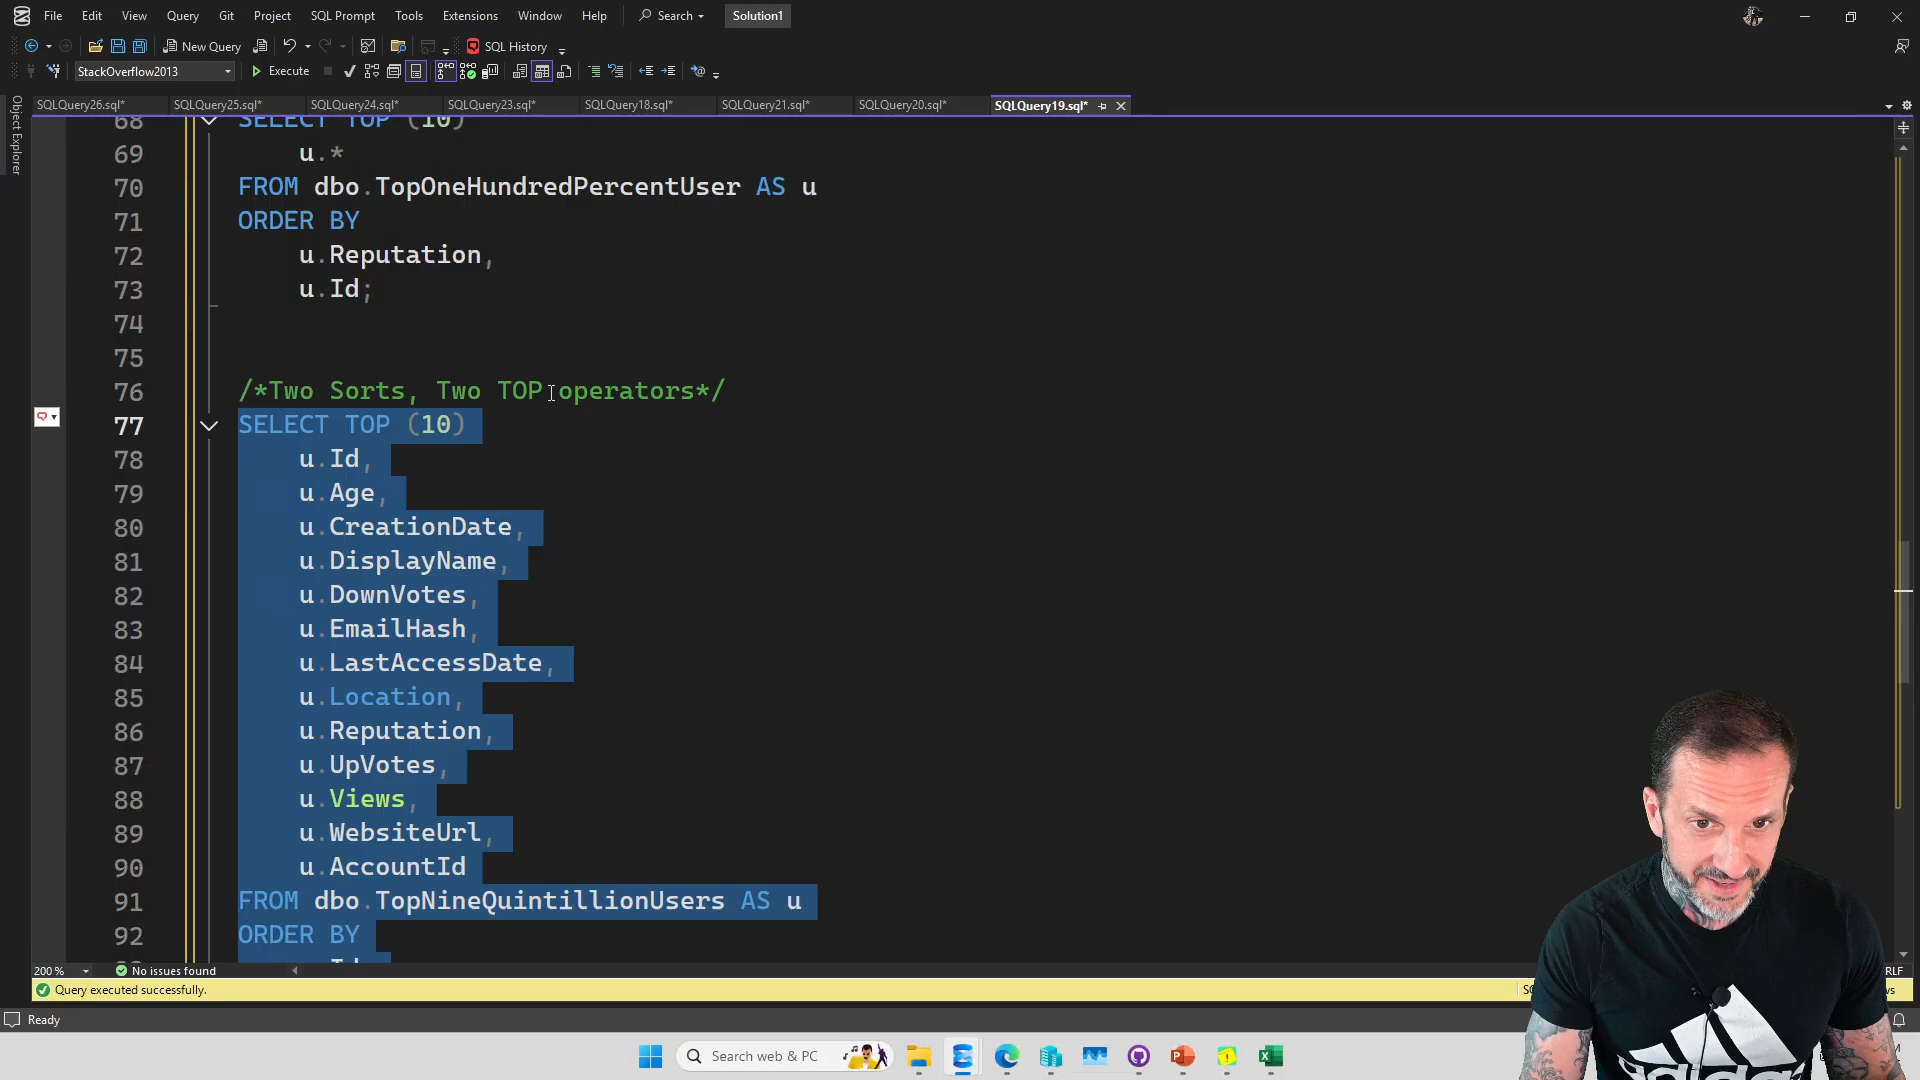 File Edit View Query Git Project SQL Prompt Tools Extensions Window Help Search Solution1
New Query SQL History
StackOverflow2013 Execute
SQLQuery26.sql* SQLQuery25.sql* SQLQuery24.sql* SQLQuery23.sql* SQLQuery18.sql* SQLQuery21.sql* SQLQuery20.sql* SQLQuery19.sql*
Object Explorer
68 SELECT TOP (10)
69 u.*
70 FROM dbo.TopOneHundredPercentUser AS u
71 ORDER BY
72 u.Reputation,
73 u.Id;
74
75
76 /*Two Sorts, Two TOP operators*/
77 SELECT TOP (10)
78 u.Id,
79 u.Age,
80 u.CreationDate,
81 u.DisplayName,
82 u.DownVotes,
83 u.EmailHash,
84 u.LastAccessDate,
85 u.Location,
86 u.Reputation,
87 u.UpVotes,
88 u.Views,
89 u.WebsiteUrl,
90 u.AccountId
91 FROM dbo.TopNineQuintillionUsers AS u
92 ORDER BY
200 % No issues found RLF
Query executed successfully.
Ready
Search web & PC
adidas